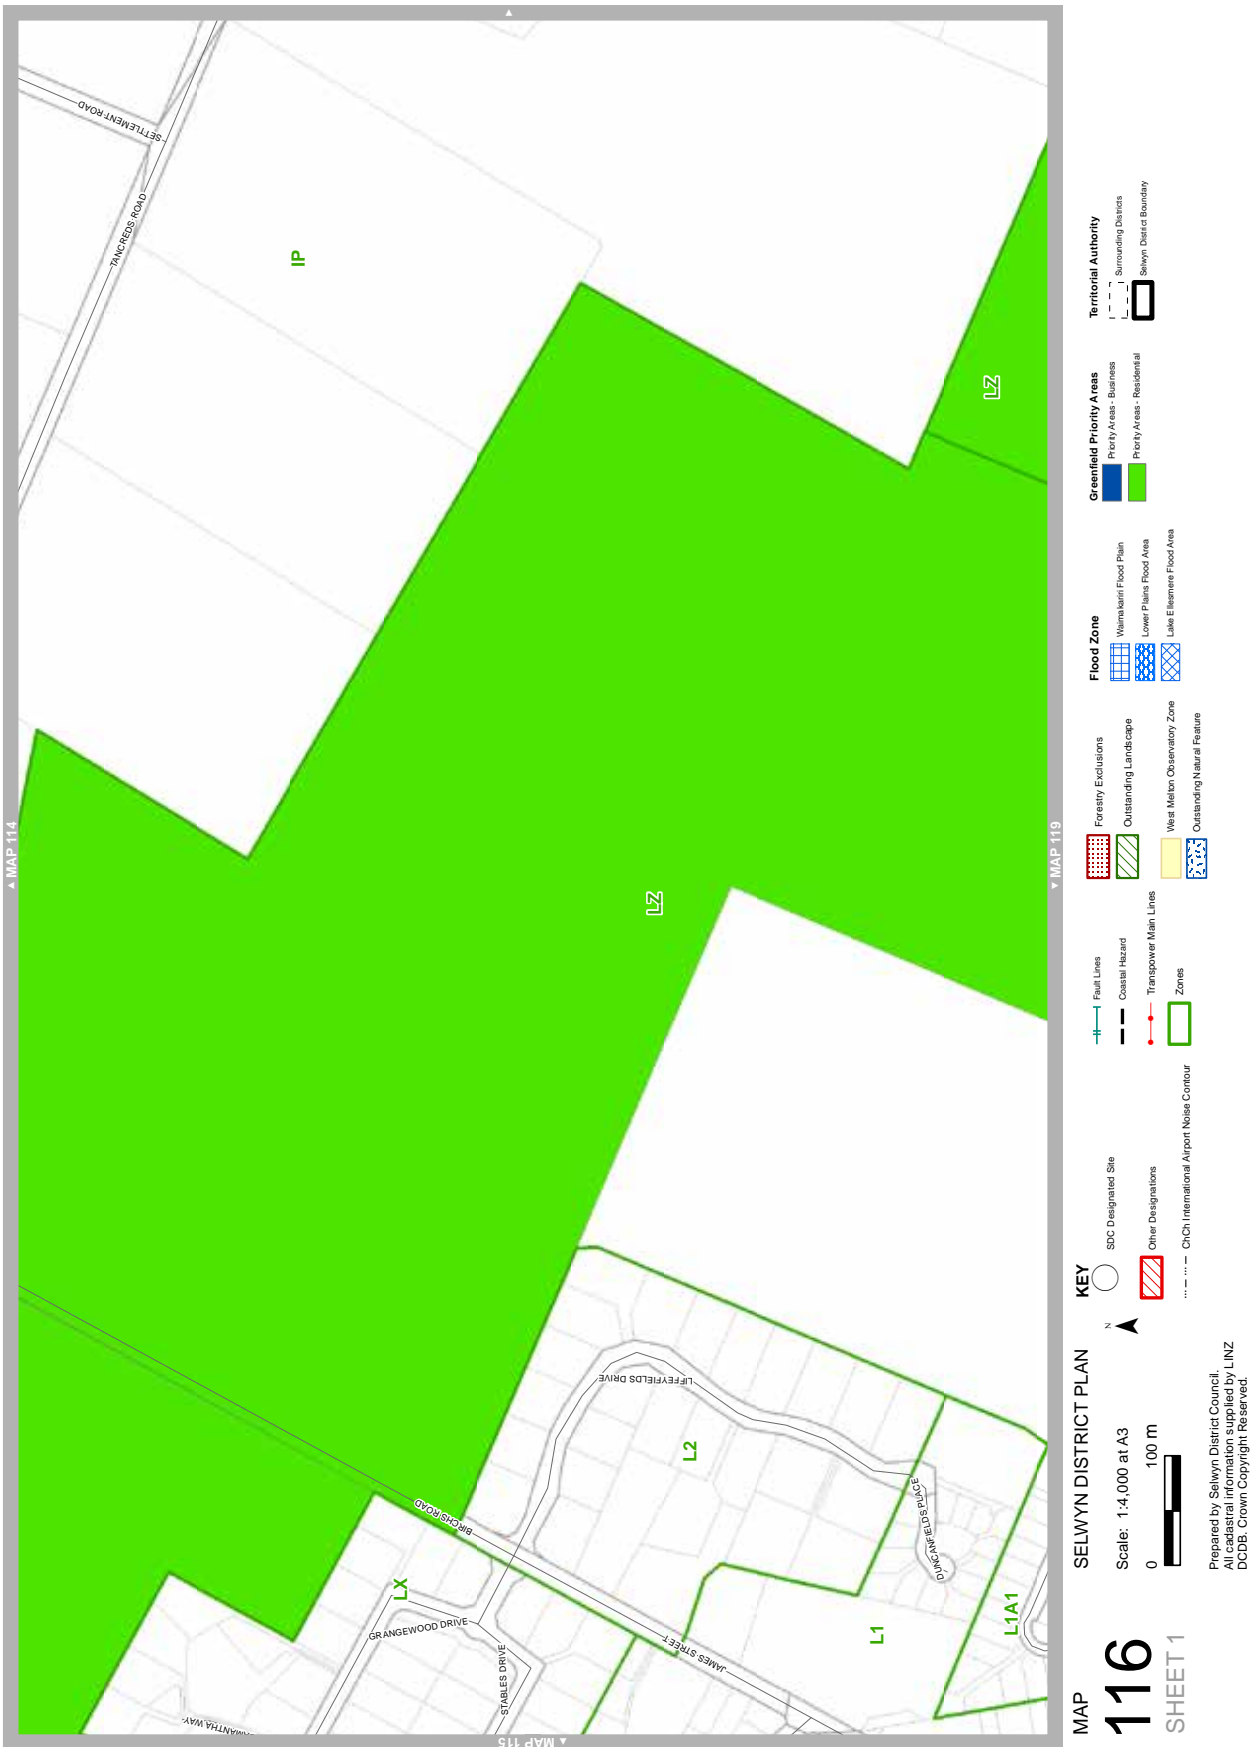 MAP 114
SETTLEMENT ROAD
TANCREDS ROAD
IP
LZ
LZ
MAP 119
MAP 115
LIFFEYFIELDS DRIVE
L2
BIRCHS ROAD
LX
GRANGEWOOD DRIVE
STABLES DRIVE
JAMES STREET
DUNCANFIELDS PLACE
L1
L1A1
MAP
116
SHEET 1
SELWYN DISTRICT PLAN
Scale: 1:4,000 at A3
0 100 m
N
Prepared by Selwyn District Council.
All cadastral information supplied by LINZ
DCDB. Crown Copyright Reserved.
KEY
SDC Designated Site
Other Designations
ChCh International Airport Noise Contour
Fault Lines
Coastal Hazard
Transpower Main Lines
Zones
Forestry Exclusions
Outstanding Landscape
West Melton Observatory Zone
Outstanding Natural Feature
Flood Zone
Waimakariri Flood Plain
Lower Plains Flood Area
Lake Ellesmere Flood Area
Greenfield Priority Areas
Priority Areas - Business
Priority Areas - Residential
Territorial Authority
Surrounding Districts
Selwyn District Boundary